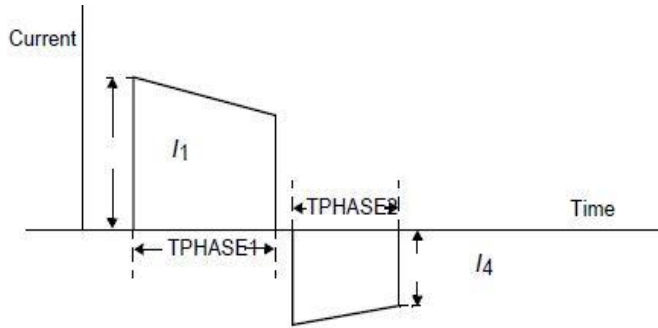 Current
I1
TPHASE2
Time
TPHASE1
I4